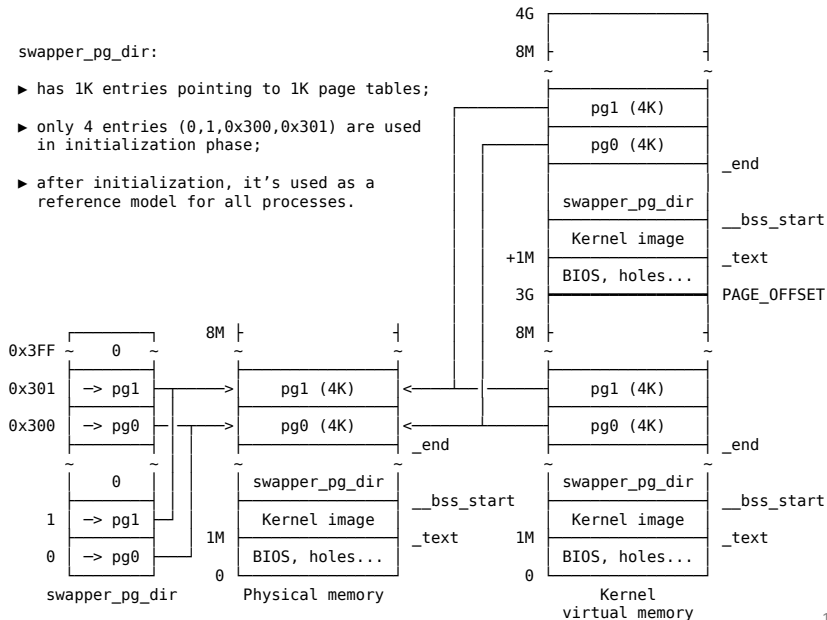 4G
swapper_pg_dir:
8M
► has 1K entries pointing to 1K page tables;
pg1 (4K)
► only 4 entries (0,1,0x300,0x301) are used
in initialization phase;
pg0 (4K)
_end
► after initialization, it’s used as a
reference model for all processes.
swapper_pg_dir
__bss_start
Kernel image
+1M
_text
BIOS, holes...
3G
PAGE_OFFSET
8M
8M
0x3FF ~ 0 ~
0x301
—> pg1
pg1 (4K)
pg1 (4K)
0x300
—> pg0
pg0 (4K)
pg0 (4K)
_end
_end
0
swapper_pg_dir
swapper_pg_dir
__bss_start
__bss_start
1
—> pg1
Kernel image
Kernel image
1M
_text
1M
_text
0
—> pg0
BIOS, holes...
BIOS, holes...
0
0
swapper_pg_dir
Physical memory
Kernel
virtual memory
1